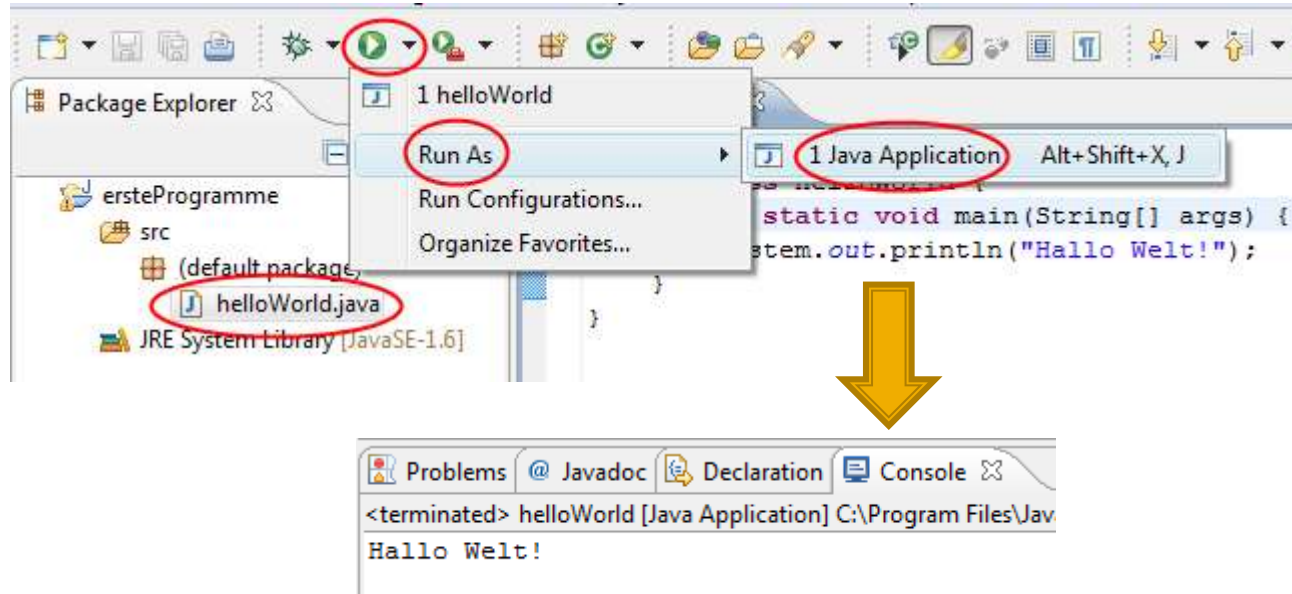 Package Explorer
1 helloWorld
Run As
1 Java Application Alt+Shift+X, J
Run Configurations...
Organize Favorites...
ersteProgramme
src
(default package)
helloWorld.java
JRE System Library [JavaSE-1.6]
helloWorld {
static void main(String[] args) {
stem.out.println("Hallo Welt!");
}
}
Problems @ Javadoc Declaration Console
<terminated> helloWorld [Java Application] C:\Program Files\Jav
Hallo Welt!